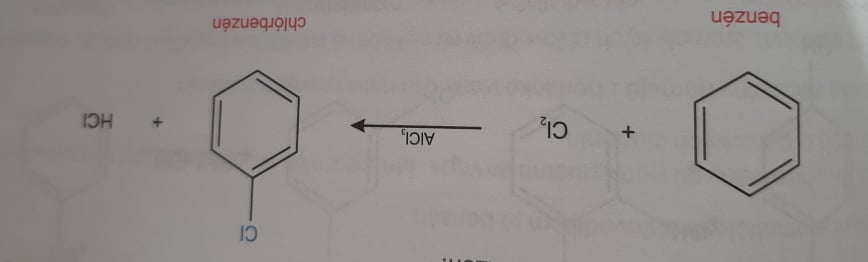 Cl
AlCl₃
+ Cl₂ + HCl
benzén chlórbenzén